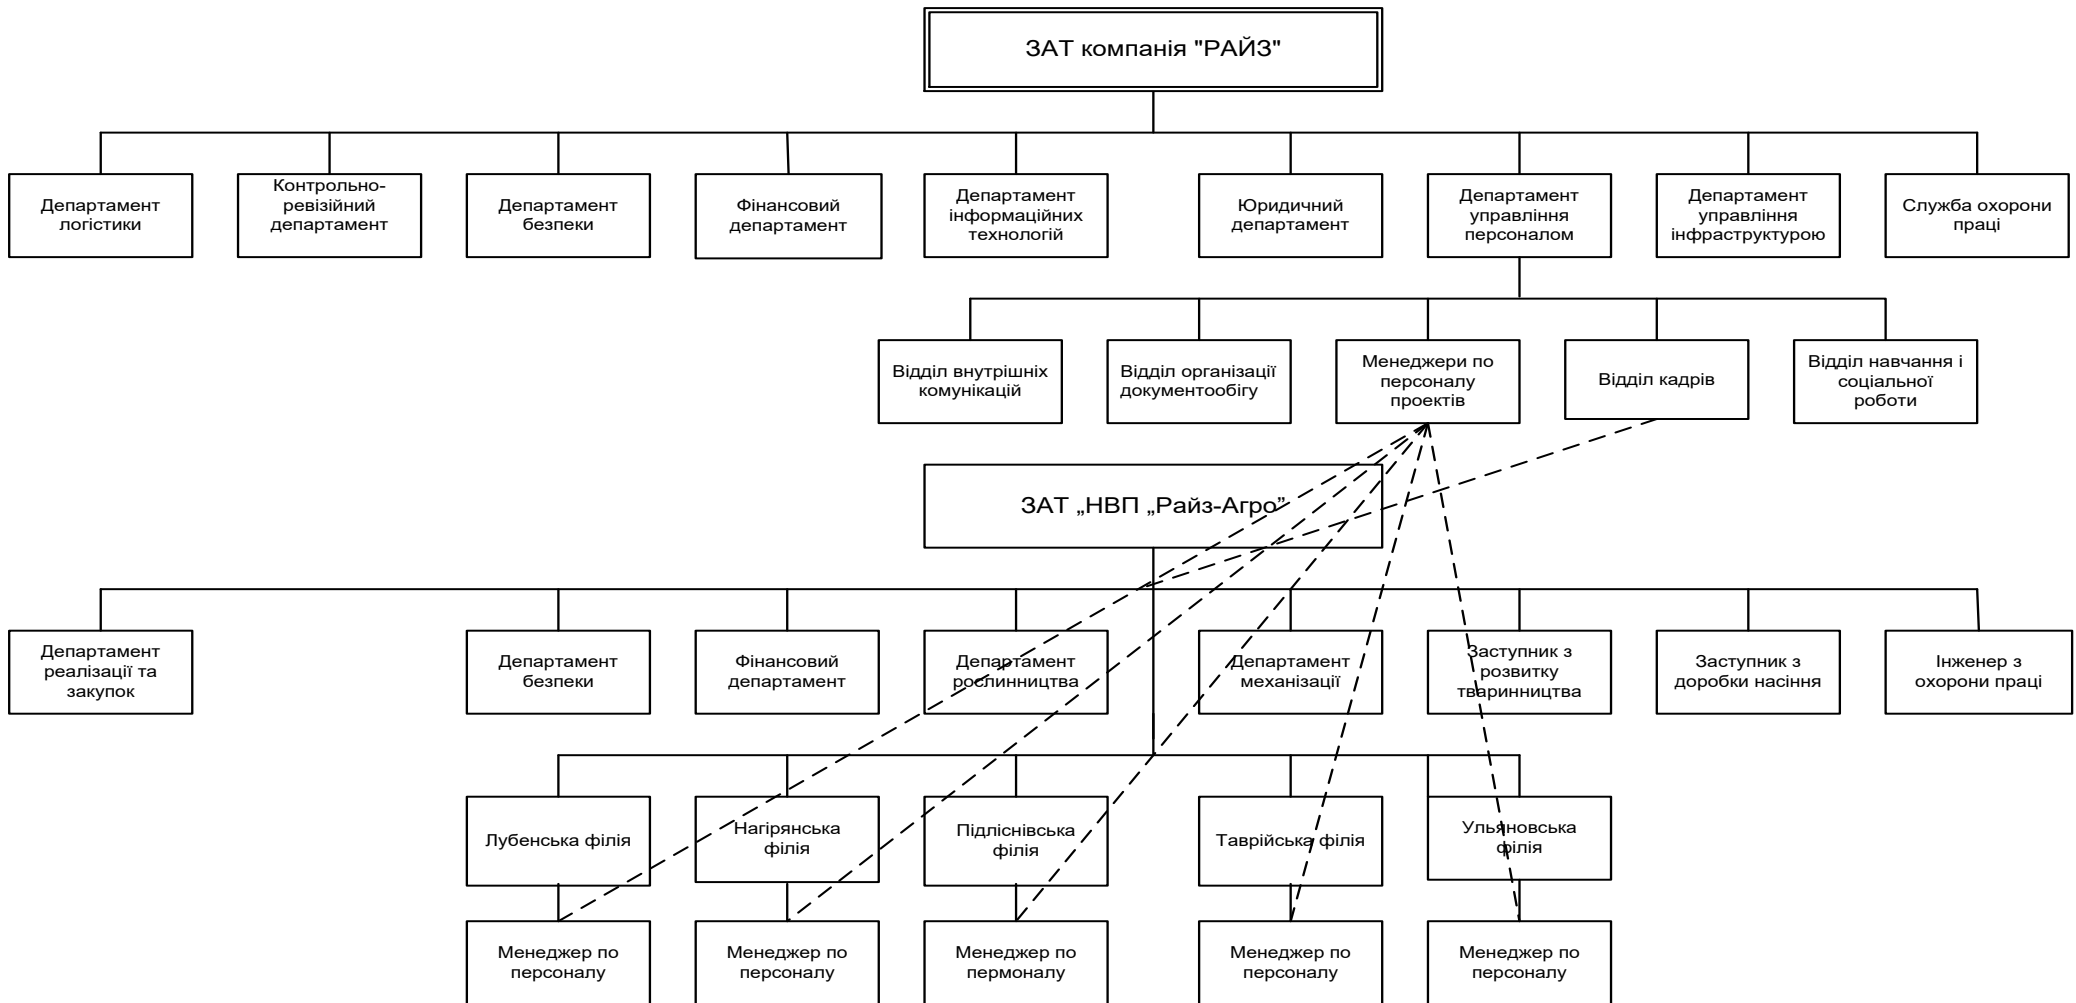 ЗАТ компанія "РАЙЗ"
Департамент
логістики
Контрольно-
ревізійний
департамент
Департамент
безпеки
Фінансовий
департамент
Департамент
інформаційних
технологій
Юридичний
департамент
Департамент
управління
персоналом
Департамент
управління
інфраструктурою
Служба охорони
праці
Відділ внутрішніх
комунікацій
Відділ організації
документообігу
Менеджери по
персоналу
проектів
Відділ кадрів
Відділ навчання і
соціальної
роботи
ЗАТ „НВП „Райз-Агро”
Департамент
реалізації та
закупок
Департамент
безпеки
Фінансовий
департамент
Департамент
рослинництва
Департамент
механізації
Заступник з
розвитку
тваринництва
Заступник з
доробки насіння
Інженер з
охорони праці
Лубенська філія
Нагірянська
філія
Підліснівська
філія
Таврійська філія
Ульяновська
філія
Менеджер по
персоналу
Менеджер по
персоналу
Менеджер по
пермоналу
Менеджер по
персоналу
Менеджер по
персоналу